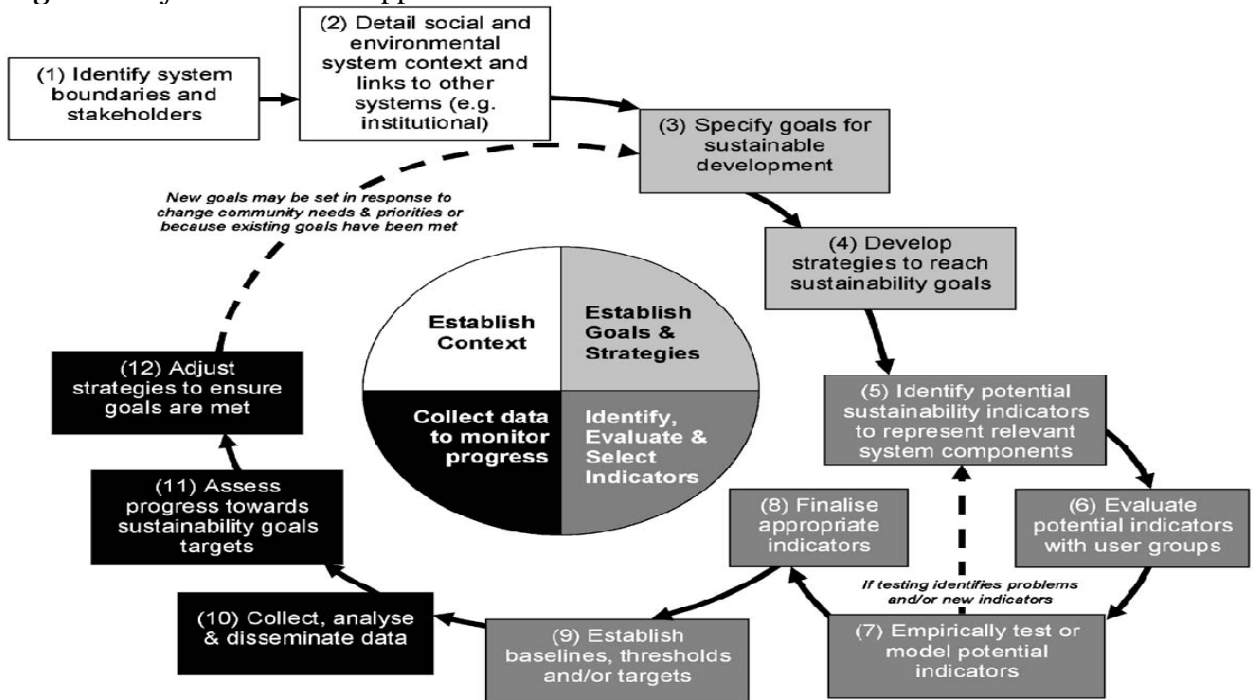 (1) Identify system
boundaries and
stakeholders
(2) Detail social and
environmental
system context and
links to other
systems (e.g.
institutional)
(3) Specify goals for
sustainable
development
New goals may be set in response to
change community needs & priorities or
because existing goals have been met
(4) Develop
strategies to reach
sustainability goals
Establish
Context
Establish
Goals &
Strategies
Collect data
to monitor
progress
Identify,
Evaluate &
Select
Indicators
(5) Identify potential
sustainability indicators
to represent relevant
system components
(6) Evaluate
potential indicators
with user groups
If testing identifies problems
and/or new indicators
(7) Empirically test or
model potential
indicators
(8) Finalise
appropriate
indicators
(9) Establish
baselines, thresholds
and/or targets
(10) Collect, analyse
& disseminate data
(11) Assess
progress towards
sustainability goals
targets
(12) Adjust
strategies to ensure
goals are met